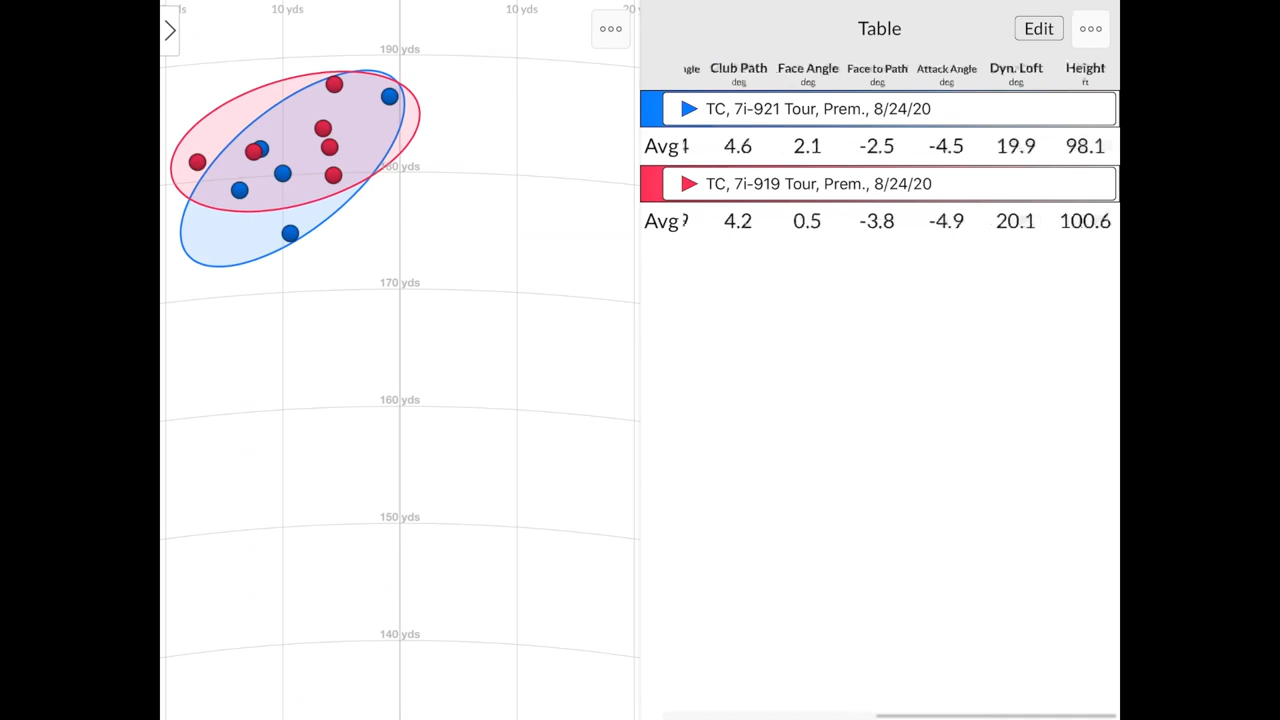 10 yds
10 yds
20
190 yds
170 yds
160 yds
150 yds
140 yds
Table
Edit
Club Path
Face Angle
Face to Path
Attack Angle
Dyn. Loft
Height
deg
deg
deg
deg
deg
ft
TC, 7i-921 Tour, Prem., 8/24/20
Avg 4.6 2.1 -2.5 -4.5 19.9 98.1
TC, 7i-919 Tour, Prem., 8/24/20
Avg 4.2 0.5 -3.8 -4.9 20.1 100.6